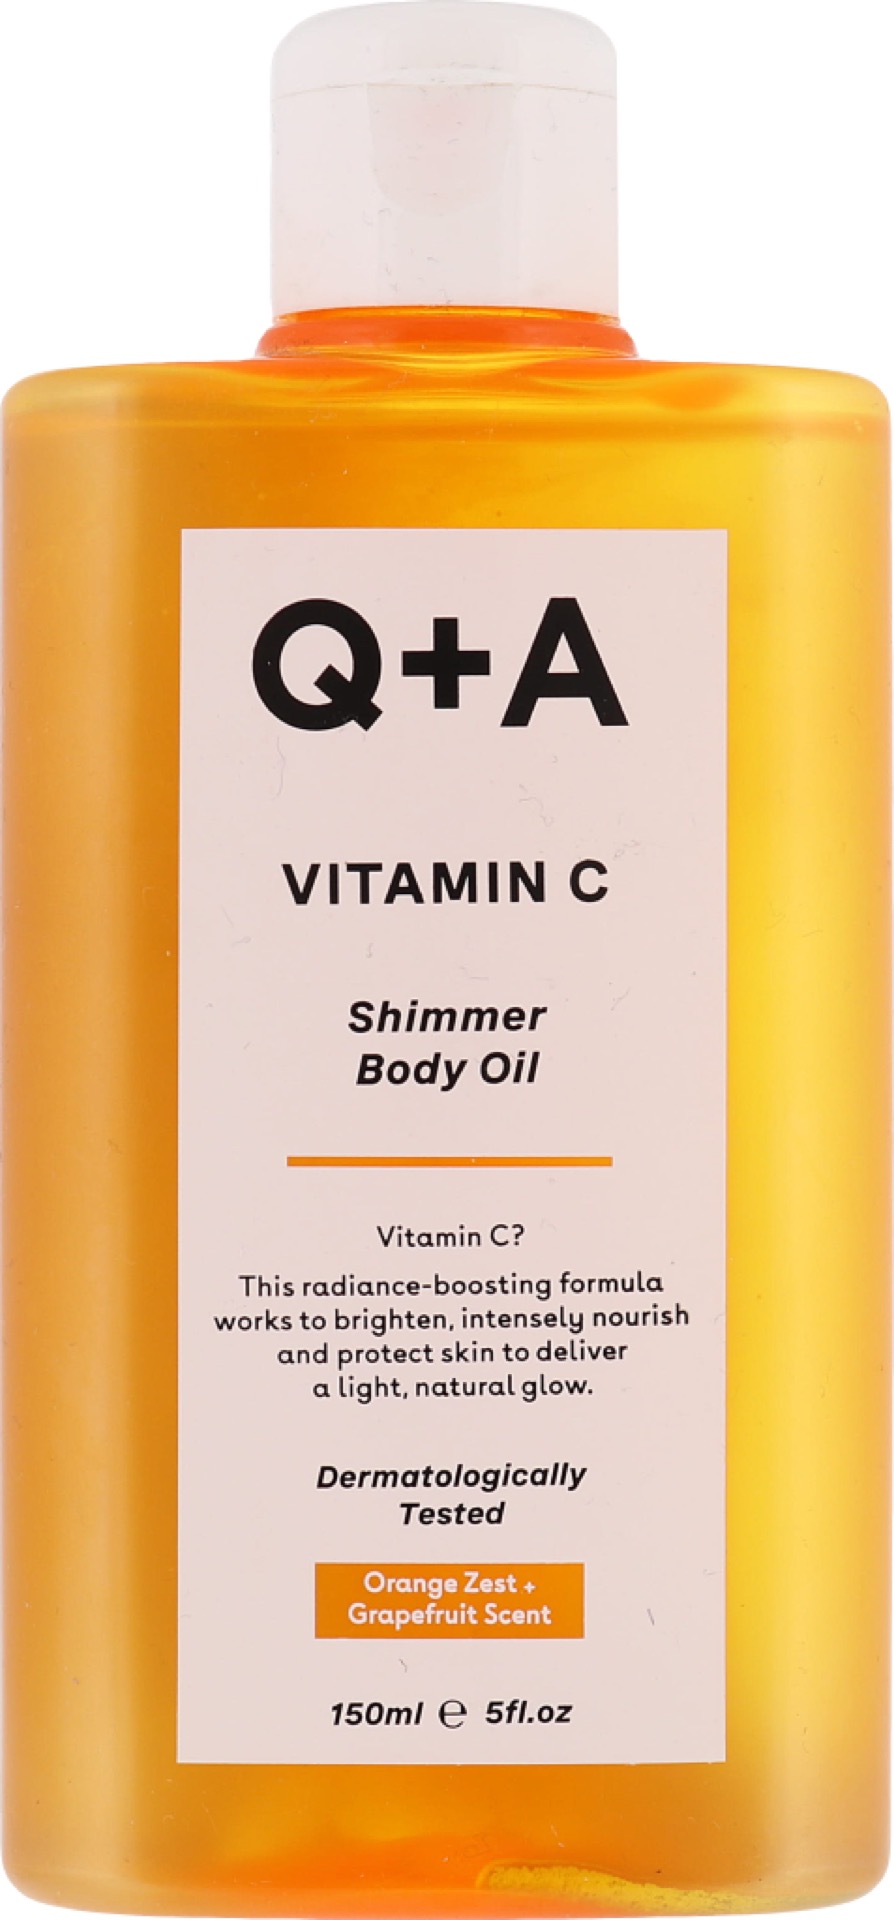 Q+A
VITAMIN C
Shimmer
Body Oil
Vitamin C?
This radiance-boosting formula
works to brighten, intensely nourish
and protect skin to deliver
a light, natural glow.
Dermatologically
Tested
Orange Zest +
Grapefruit Scent
150ml ℮ 5fl.oz